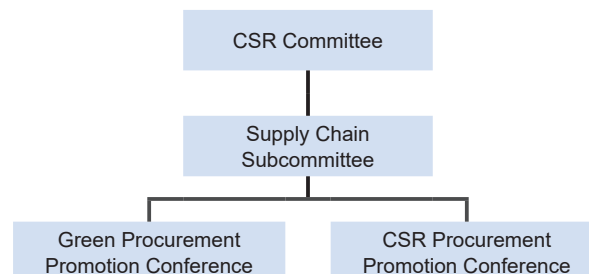 CSR Committee
Supply Chain
Subcommittee
Green Procurement
Promotion Conference
CSR Procurement
Promotion Conference